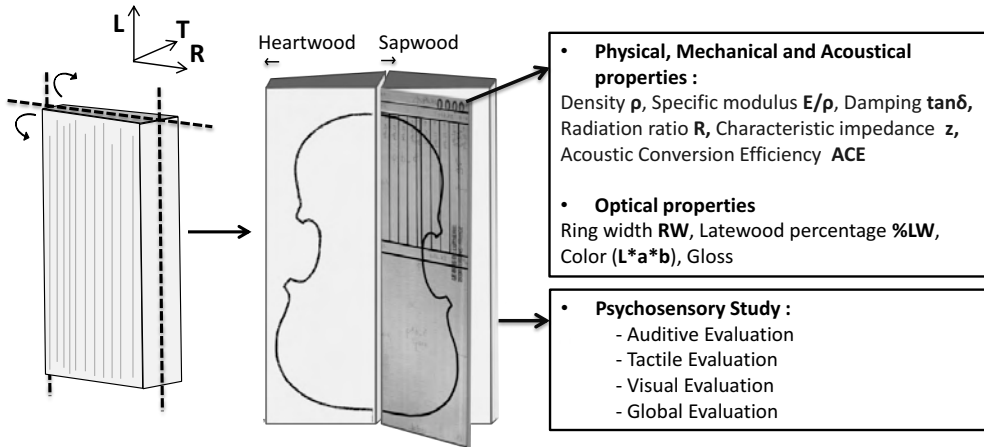 L
T
R
Heartwood
←
Sapwood
→
• Physical, Mechanical and Acoustical
properties :
Density ρ, Specific modulus E/ρ, Damping tanδ,
Radiation ratio R, Characteristic impedance z,
Acoustic Conversion Efficiency ACE
• Optical properties
Ring width RW, Latewood percentage %LW,
Color (L*a*b), Gloss
• Psychosensory Study :
- Auditive Evaluation
- Tactile Evaluation
- Visual Evaluation
- Global Evaluation